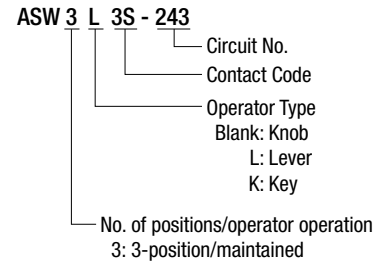 ASW 3 L 3S - 243
Circuit No.
Contact Code
Operator Type
Blank: Knob
L: Lever
K: Key
No. of positions/operator operation
3: 3-position/maintained